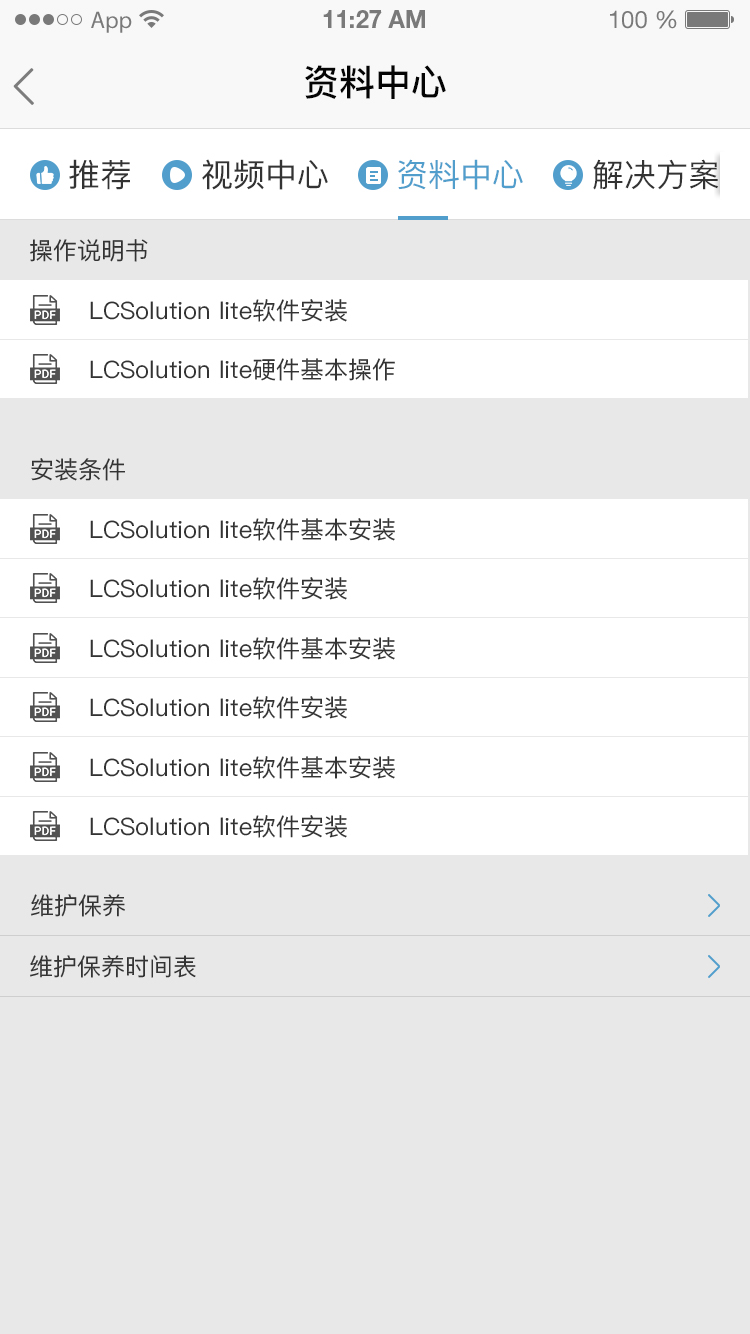 App 11:27 AM 100 %
资料中心
推荐 视频中心 资料中心 解决方案
操作说明书
PDF LCSolution lite软件安装
PDF LCSolution lite硬件基本操作
安装条件
PDF LCSolution lite软件基本安装
PDF LCSolution lite软件安装
PDF LCSolution lite软件基本安装
PDF LCSolution lite软件安装
PDF LCSolution lite软件基本安装
PDF LCSolution lite软件安装
维护保养
维护保养时间表